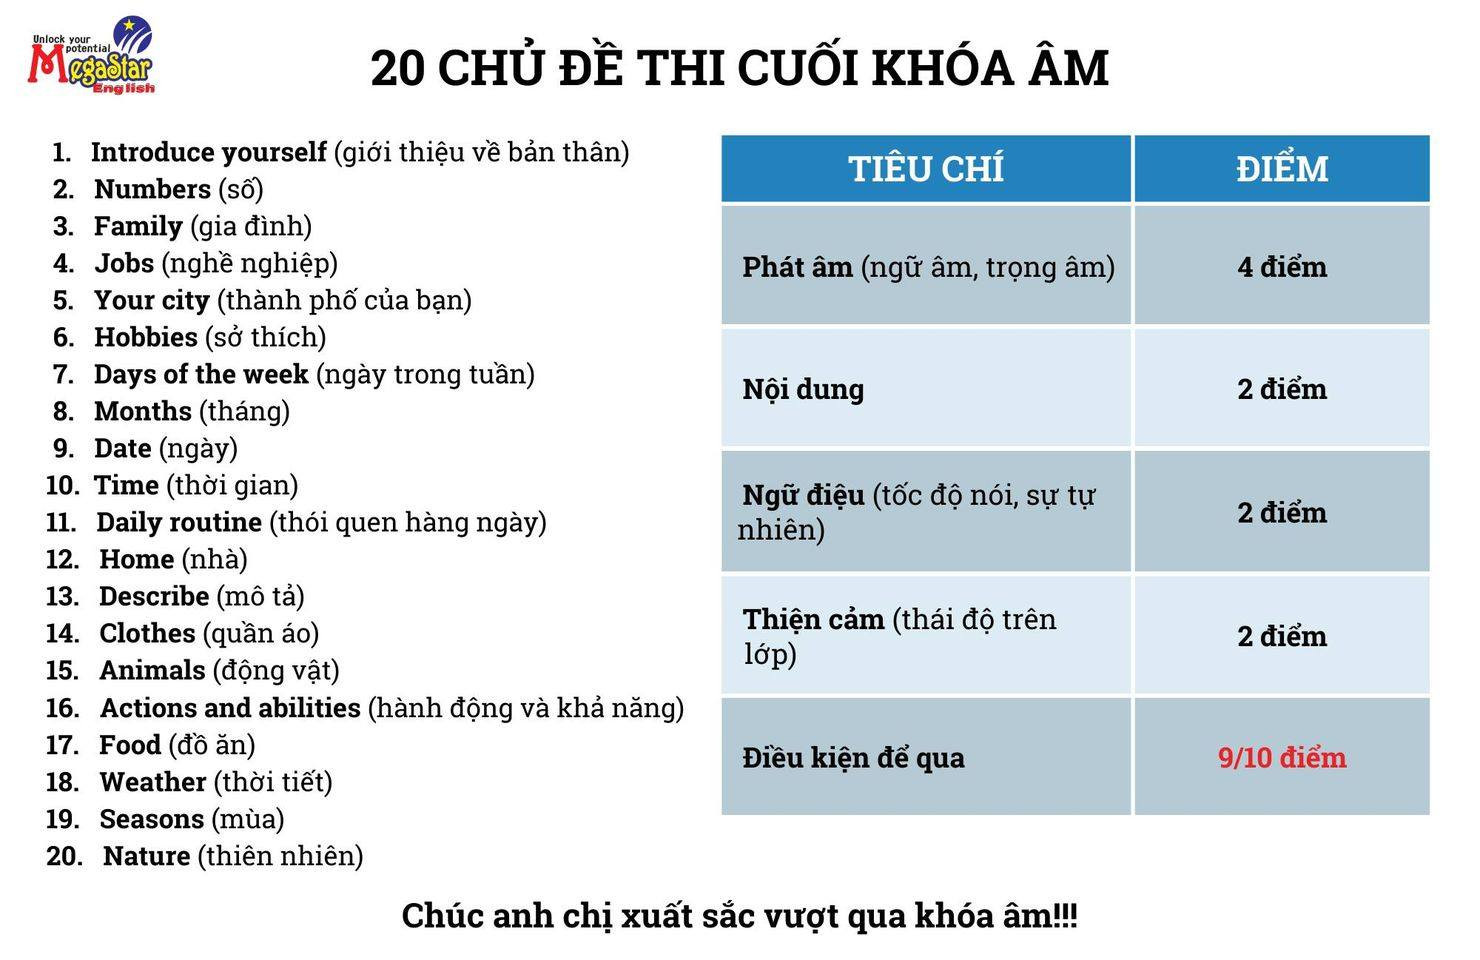 Unlock your
potential
MegaStar
English
20 CHỦ ĐỀ THI CUỐI KHÓA ÂM
1. Introduce yourself (giới thiệu về bản thân)
2. Numbers (số)
3. Family (gia đình)
4. Jobs (nghề nghiệp)
5. Your city (thành phố của bạn)
6. Hobbies (sở thích)
7. Days of the week (ngày trong tuần)
8. Months (tháng)
9. Date (ngày)
10. Time (thời gian)
11. Daily routine (thói quen hàng ngày)
12. Home (nhà)
13. Describe (mô tả)
14. Clothes (quần áo)
15. Animals (động vật)
16. Actions and abilities (hành động và khả năng)
17. Food (đồ ăn)
18. Weather (thời tiết)
19. Seasons (mùa)
20. Nature (thiên nhiên)
TIÊU CHÍ ĐIỂM
Phát âm (ngữ âm, trọng âm) 4 điểm
Nội dung 2 điểm
Ngữ điệu (tốc độ nói, sự tự
nhiên) 2 điểm
Thiện cảm (thái độ trên
lớp) 2 điểm
Điều kiện để qua 9/10 điểm
Chúc anh chị xuất sắc vượt qua khóa âm!!!